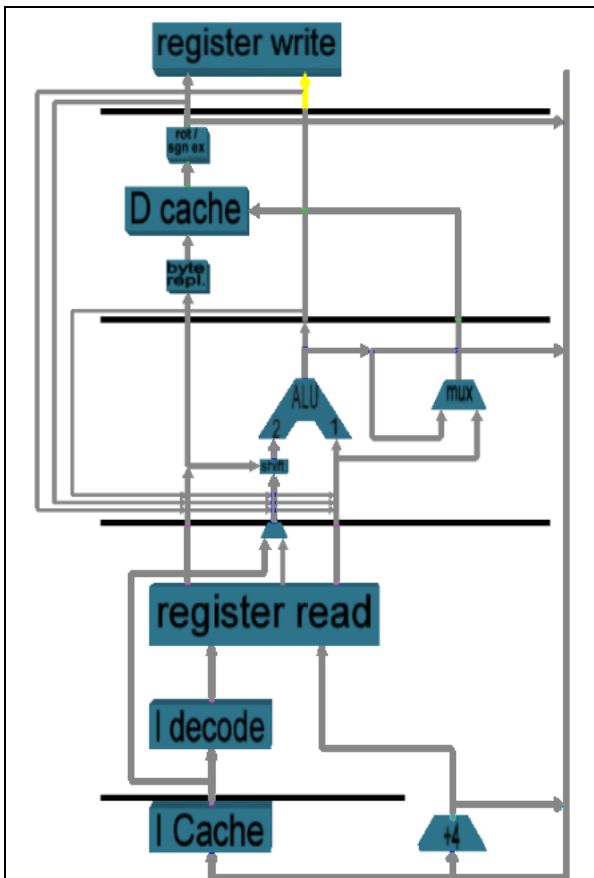 register write
rot /
sgn ex
D cache
byte
repl.
ALU
mux
2
1
shift
register read
I decode
I Cache
+4